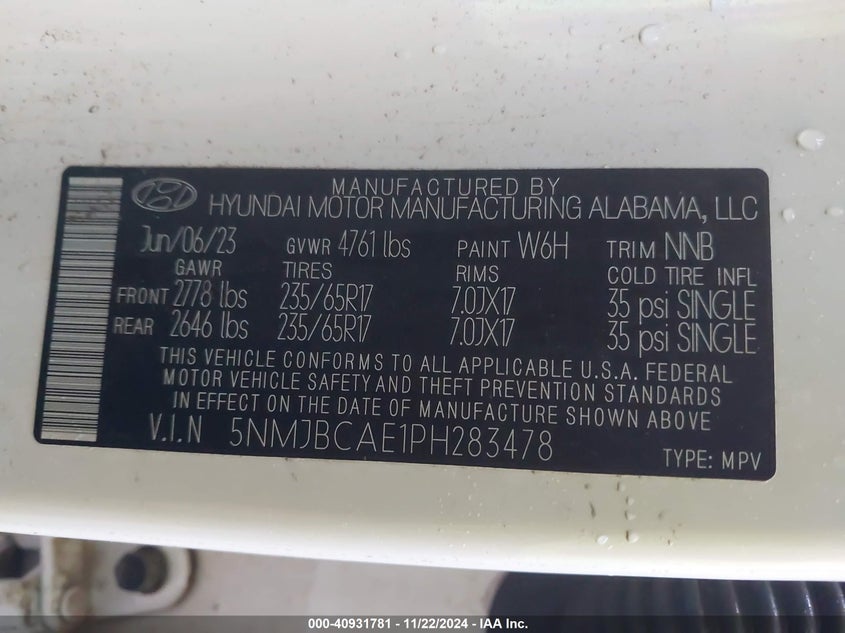 MANUFACTURED BY
HYUNDAI MOTOR MANUFACTURING ALABAMA, LLC
Jun/06/23 GVWR 4761 lbs PAINT W6H TRIM NNB
GAWR TIRES RIMS COLD TIRE INFL
FRONT 2778 lbs 235/65R17 7.0JX17 35 psi SINGLE
REAR 2646 lbs 235/65R17 7.0JX17 35 psi SINGLE
THIS VEHICLE CONFORMS TO ALL APPLICABLE U.S.A. FEDERAL
MOTOR VEHICLE SAFETY AND THEFT PREVENTION STANDARDS
IN EFFECT ON THE DATE OF MANUFACTURE SHOWN ABOVE
V.I.N 5NMJBCAE1PH283478
TYPE: MPV
000-40931781 - 11/22/2024 - IAA Inc.